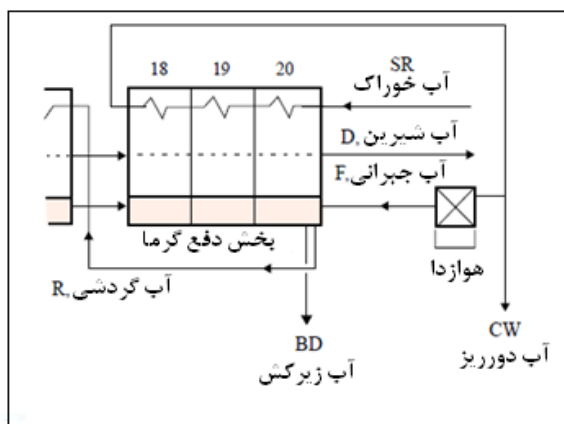 18 19 20
SR
آب خوراک
D, آب شیرین
F, آب جبرانی
بخش دفع گرما
هوازدا
R, آب گردشی
BD
آب زیرکش
CW
آب دورریز